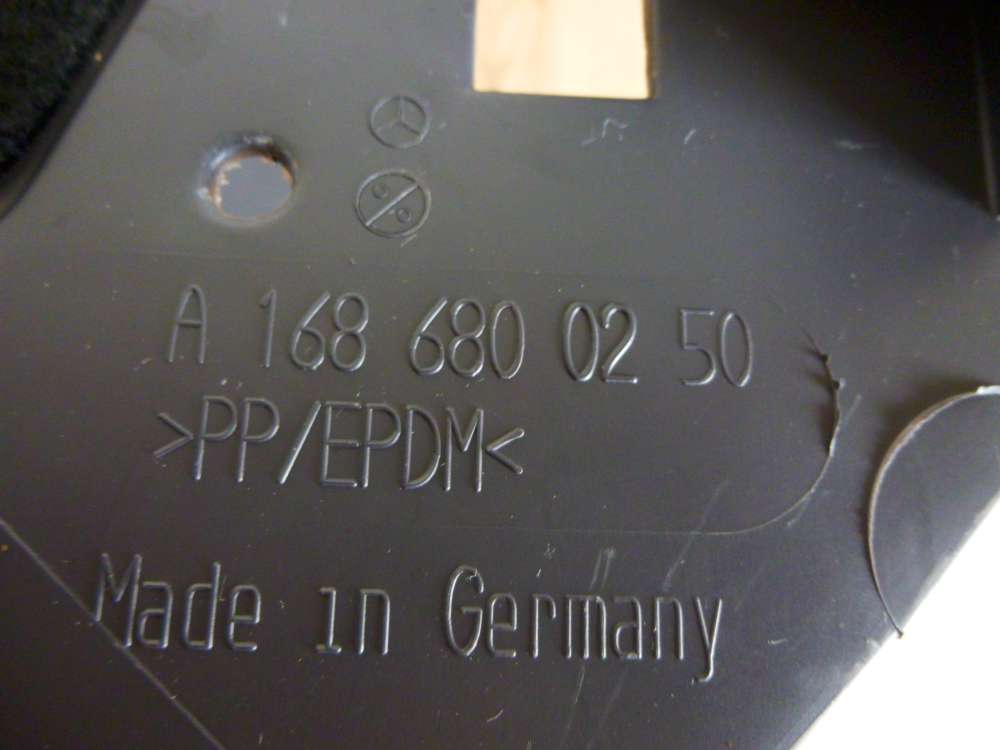 A 168 680 02 50
>PP/EPDM<
Made in Germany